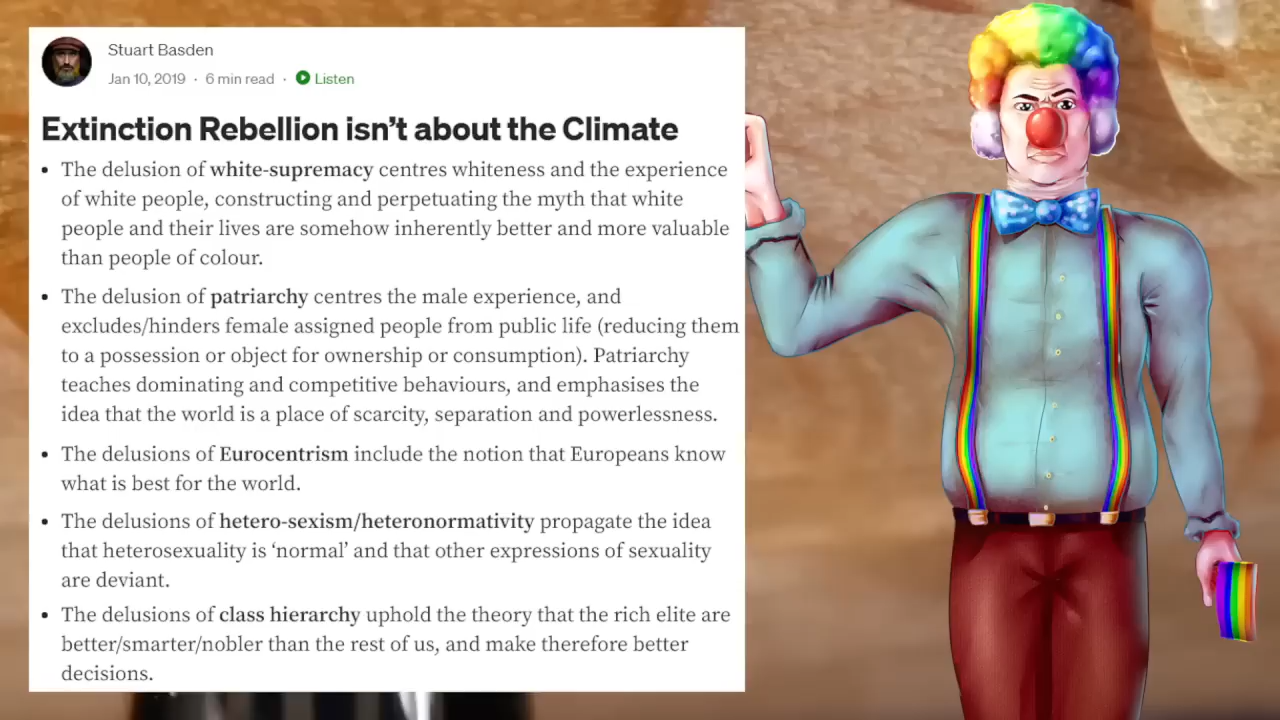 Stuart Basden
Jan 10, 2019 · 6 min read · Listen
Extinction Rebellion isn’t about the Climate
• The delusion of white-supremacy centres whiteness and the experience
of white people, constructing and perpetuating the myth that white
people and their lives are somehow inherently better and more valuable
than people of colour.
• The delusion of patriarchy centres the male experience, and
excludes/hinders female assigned people from public life (reducing them
to a possession or object for ownership or consumption). Patriarchy
teaches dominating and competitive behaviours, and emphasises the
idea that the world is a place of scarcity, separation and powerlessness.
• The delusions of Eurocentrism include the notion that Europeans know
what is best for the world.
• The delusions of hetero-sexism/heteronormativity propagate the idea
that heterosexuality is ‘normal’ and that other expressions of sexuality
are deviant.
• The delusions of class hierarchy uphold the theory that the rich elite are
better/smarter/nobler than the rest of us, and make therefore better
decisions.